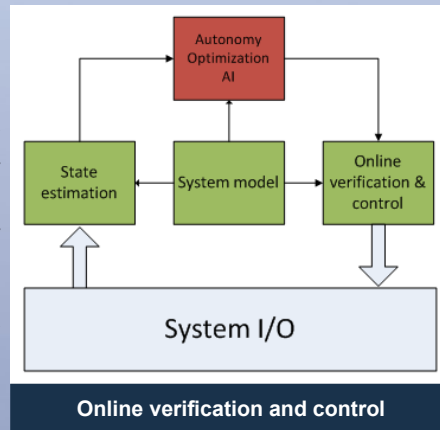 Autonomy
Optimization
AI
State
estimation
System model
Online
verification &
control
System I/O
Online verification and control